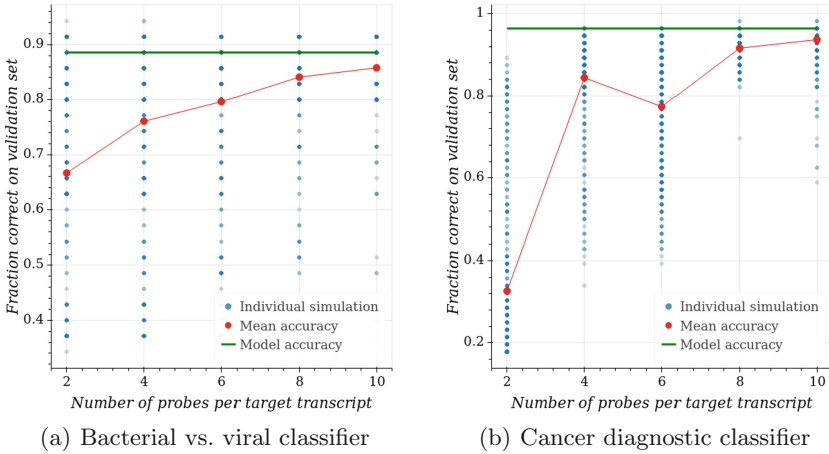 Fraction correct on validation set
0.9
0.8
0.7
0.6
0.5
0.4
Individual simulation
Mean accuracy
Model accuracy
2 4 6 8 10
Number of probes per target transcript
(a) Bacterial vs. viral classifier
Fraction correct on validation set
1
0.8
0.6
0.4
0.2
Individual simulation
Mean accuracy
Model accuracy
2 4 6 8 10
Number of probes per target transcript
(b) Cancer diagnostic classifier